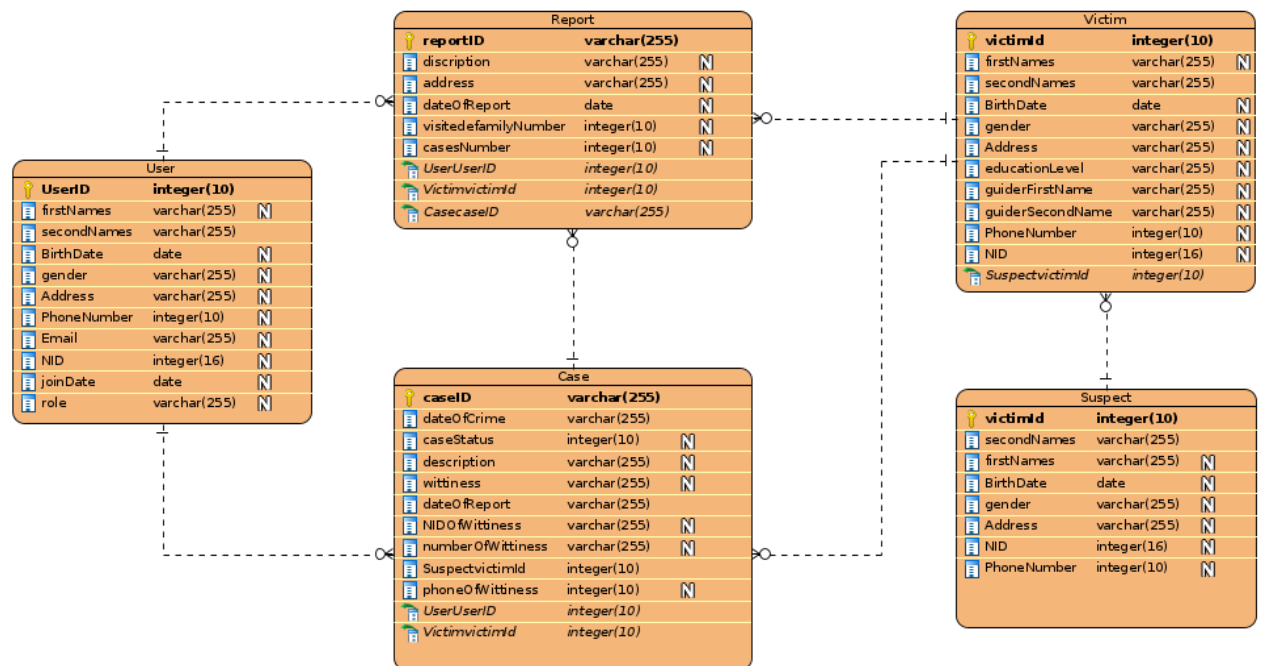 Report
reportID varchar(255)
discription varchar(255) N
address varchar(255) N
dateOfReport date N
visitedefamilyNumber integer(10) N
casesNumber integer(10) N
UserUserID integer(10)
VictimvictimId integer(10)
CasecaseID varchar(255)
Victim
victimId integer(10)
firstNames varchar(255) N
secondNames varchar(255)
BirthDate date N
gender varchar(255) N
Address varchar(255) N
educationLevel varchar(255) N
guiderFirstName varchar(255) N
guiderSecondName varchar(255) N
PhoneNumber integer(10) N
NID integer(16) N
SuspectvictimId integer(10)
User
UserID integer(10)
firstNames varchar(255) N
secondNames varchar(255)
BirthDate date N
gender varchar(255) N
Address varchar(255) N
PhoneNumber integer(10) N
Email varchar(255) N
NID integer(16) N
joinDate date N
role varchar(255) N
Case
caseID varchar(255)
dateOfCrime varchar(255)
caseStatus integer(10) N
description varchar(255) N
wittiness varchar(255) N
dateOfReport varchar(255)
NIDOfWittiness varchar(255) N
numberOfWittiness varchar(255) N
SuspectvictimId integer(10)
phoneOfWittiness integer(10) N
UserUserID integer(10)
VictimvictimId integer(10)
Suspect
victimId integer(10)
secondNames varchar(255)
firstNames varchar(255) N
BirthDate date N
gender varchar(255) N
Address varchar(255) N
NID integer(16) N
PhoneNumber integer(10) N